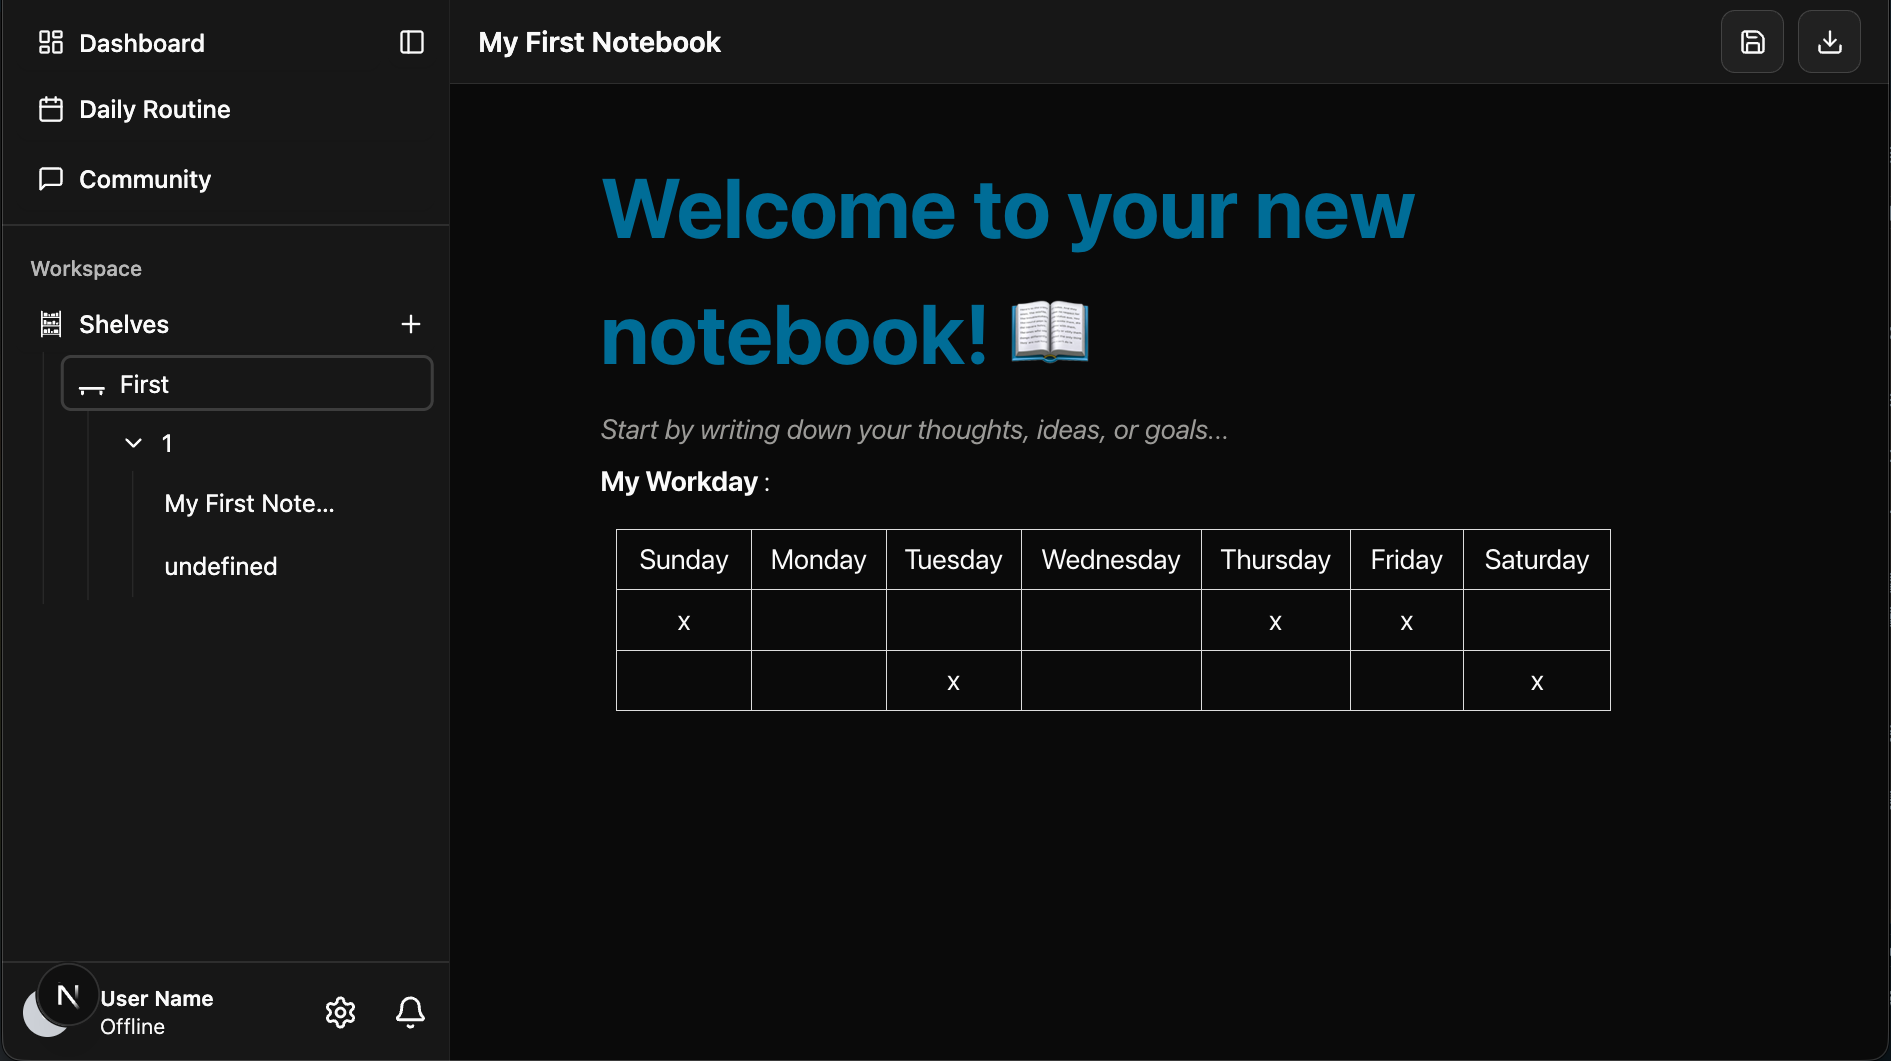 Dashboard
Daily Routine
Community
Workspace
Shelves
First
1
My First Note...
undefined
N
User Name
Offline
My First Notebook
Welcome to your new
notebook! 📖
Start by writing down your thoughts, ideas, or goals...
My Workday :
Sunday Monday Tuesday Wednesday Thursday Friday Saturday
x x x
x x